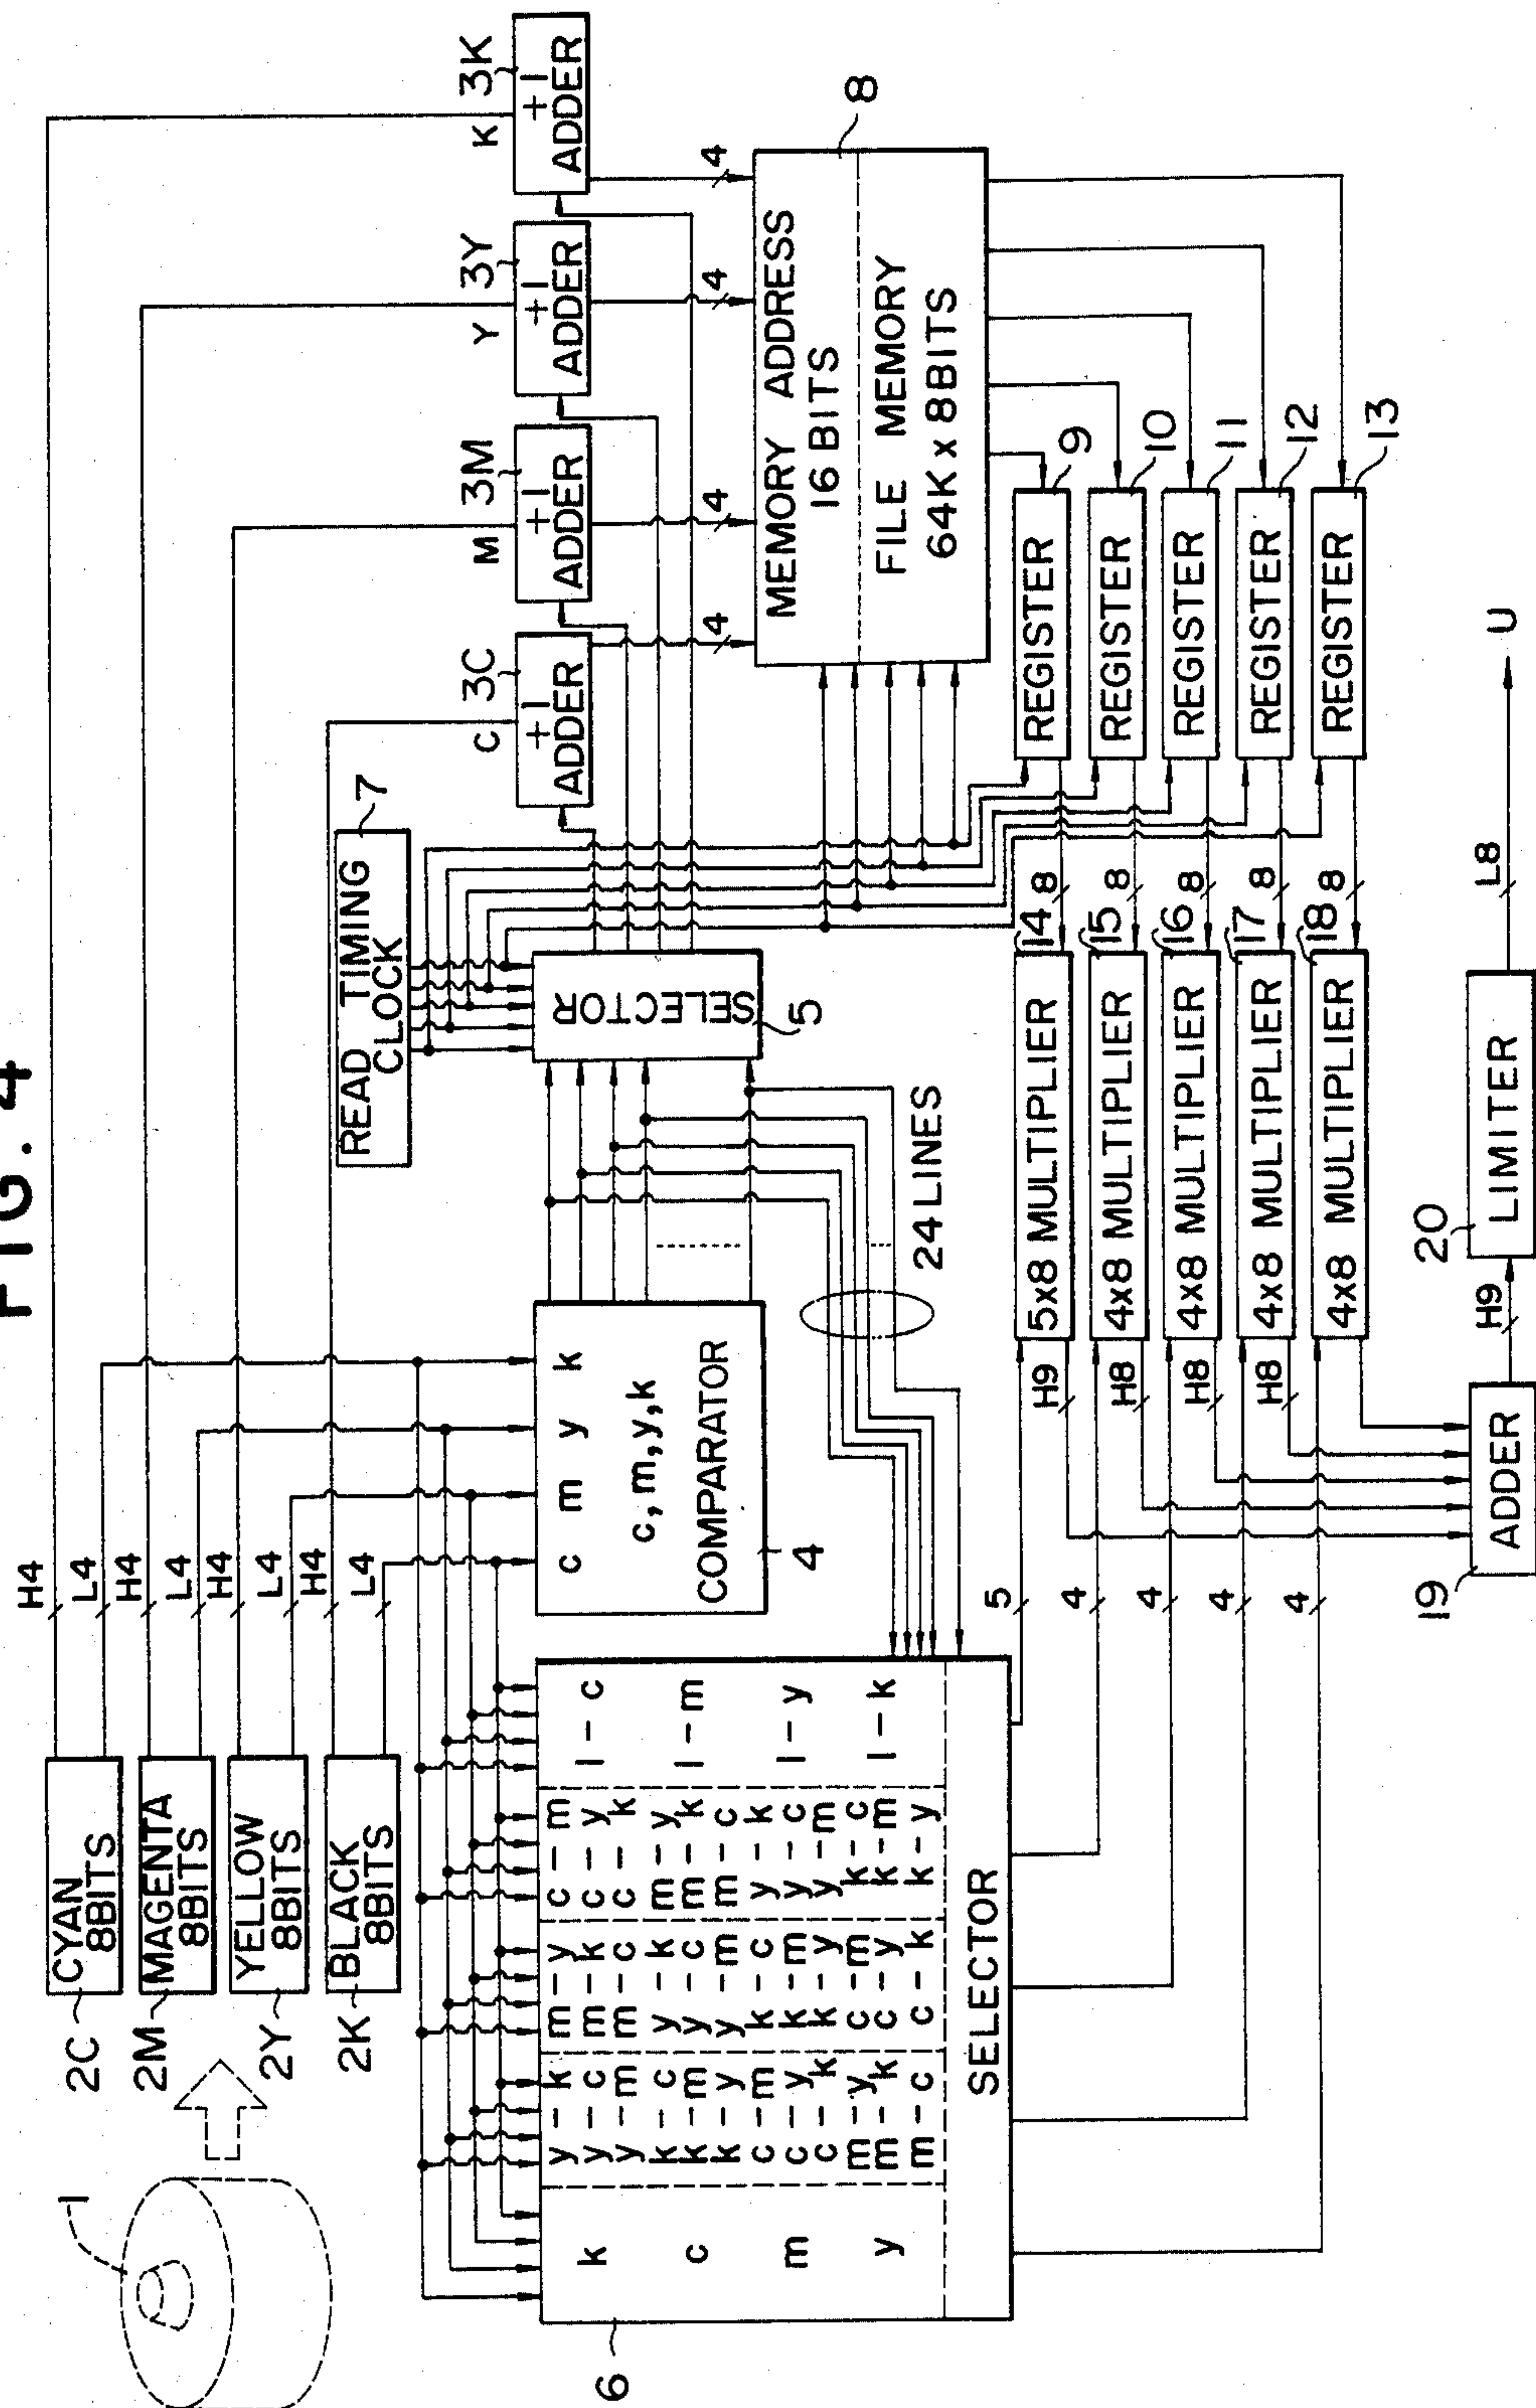 FIG. 4
1
2C
CYAN
8BITS
H4
L4
2M
MAGENTA
8BITS
H4
L4
2Y
YELLOW
8BITS
H4
L4
2K
BLACK
8BITS
H4
L4
READ TIMING
CLOCK
7
C
3C
+1
ADDER
M
3M
+1
ADDER
Y
3Y
+1
ADDER
K
3K
+1
ADDER
6
k
c
m
y
y-k
y-c
y-m
k-c
k-m
k-y
c-m
c-y
c-k
m-y
m-k
m-c
m-y
m-k
m-c
y-k
y-c
y-m
k-c
k-m
k-y
c-m
c-y
c-k
c-m
c-y
c-k
m-y
m-k
m-c
y-k
y-c
y-m
k-c
k-m
k-y
1-c
1-m
1-y
1-k
SELECTOR
c m y k
c,m,y,k
COMPARATOR
4
24 LINES
SELECTOR
5
4
4
4
4
MEMORY ADDRESS
16 BITS
FILE MEMORY
64K x 8BITS
8
5
H9
5x8 MULTIPLIER
14
8
REGISTER
9
4
H8
4x8 MULTIPLIER
15
8
REGISTER
10
4
H8
4x8 MULTIPLIER
16
8
REGISTER
11
4
H8
4x8 MULTIPLIER
17
8
REGISTER
12
4
4x8 MULTIPLIER
18
8
REGISTER
13
19
ADDER
H9
20
LIMITER
L8
U